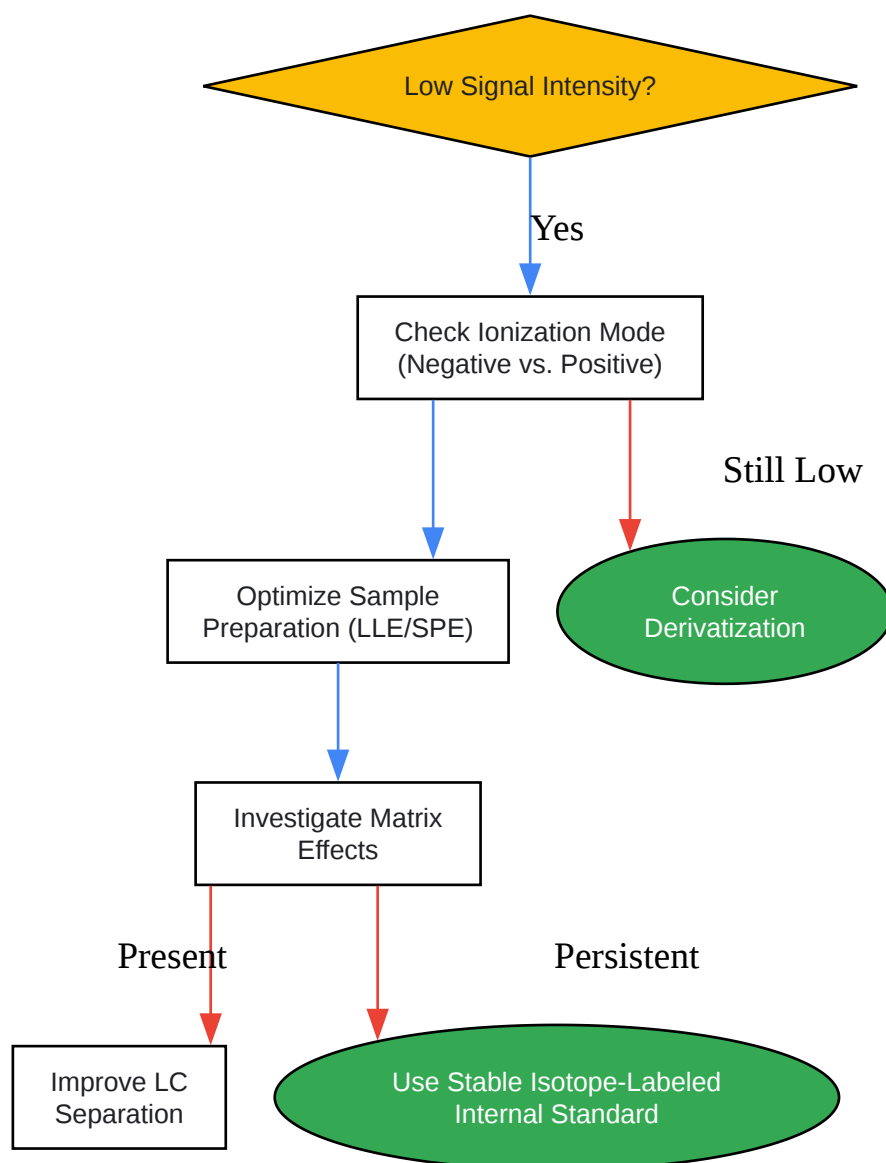 Low Signal Intensity?
Yes
Check Ionization Mode
(Negative vs. Positive)
Still Low
Optimize Sample
Preparation (LLE/SPE)
Consider
Derivatization
Investigate Matrix
Effects
Present
Persistent
Improve LC
Separation
Use Stable Isotope-Labeled
Internal Standard